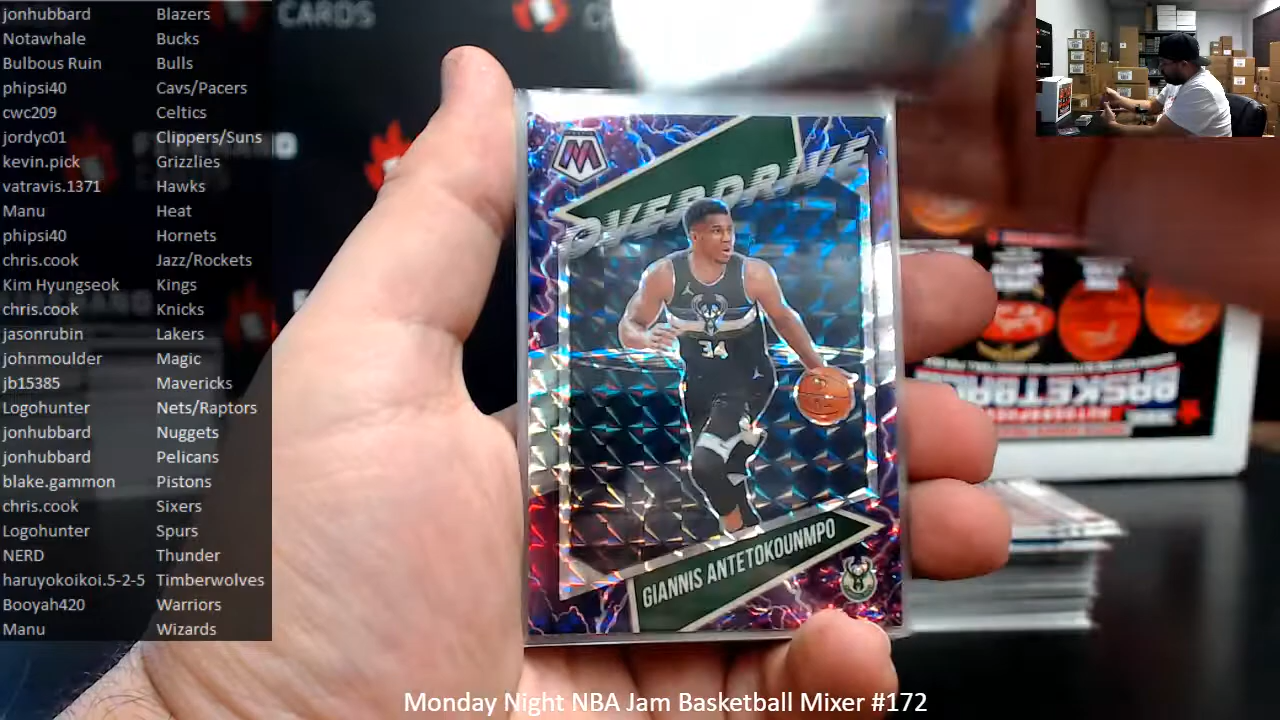 jonhubbard Blazers
Notawhale Bucks
Bulbous Ruin Bulls
phipsi40 Cavs/Pacers
cwc209 Celtics
jordyc01 Clippers/Suns
kevin.pick Grizzlies
vatravis.1371 Hawks
Manu Heat
phipsi40 Hornets
chris.cook Jazz/Rockets
Kim Hyungseok Kings
chris.cook Knicks
jasonrubin Lakers
johnmoulder Magic
jb15385 Mavericks
Logohunter Nets/Raptors
jonhubbard Nuggets
jonhubbard Pelicans
blake.gammon Pistons
chris.cook Sixers
Logohunter Spurs
NERD Thunder
haruyokoikoi.5-2-5 Timberwolves
Booyah420 Warriors
Manu Wizards
CARDS
M
OVERDRIVE
34
GIANNIS ANTETOKOUNMPO
BASKETBALL
Monday Night NBA Jam Basketball Mixer #172